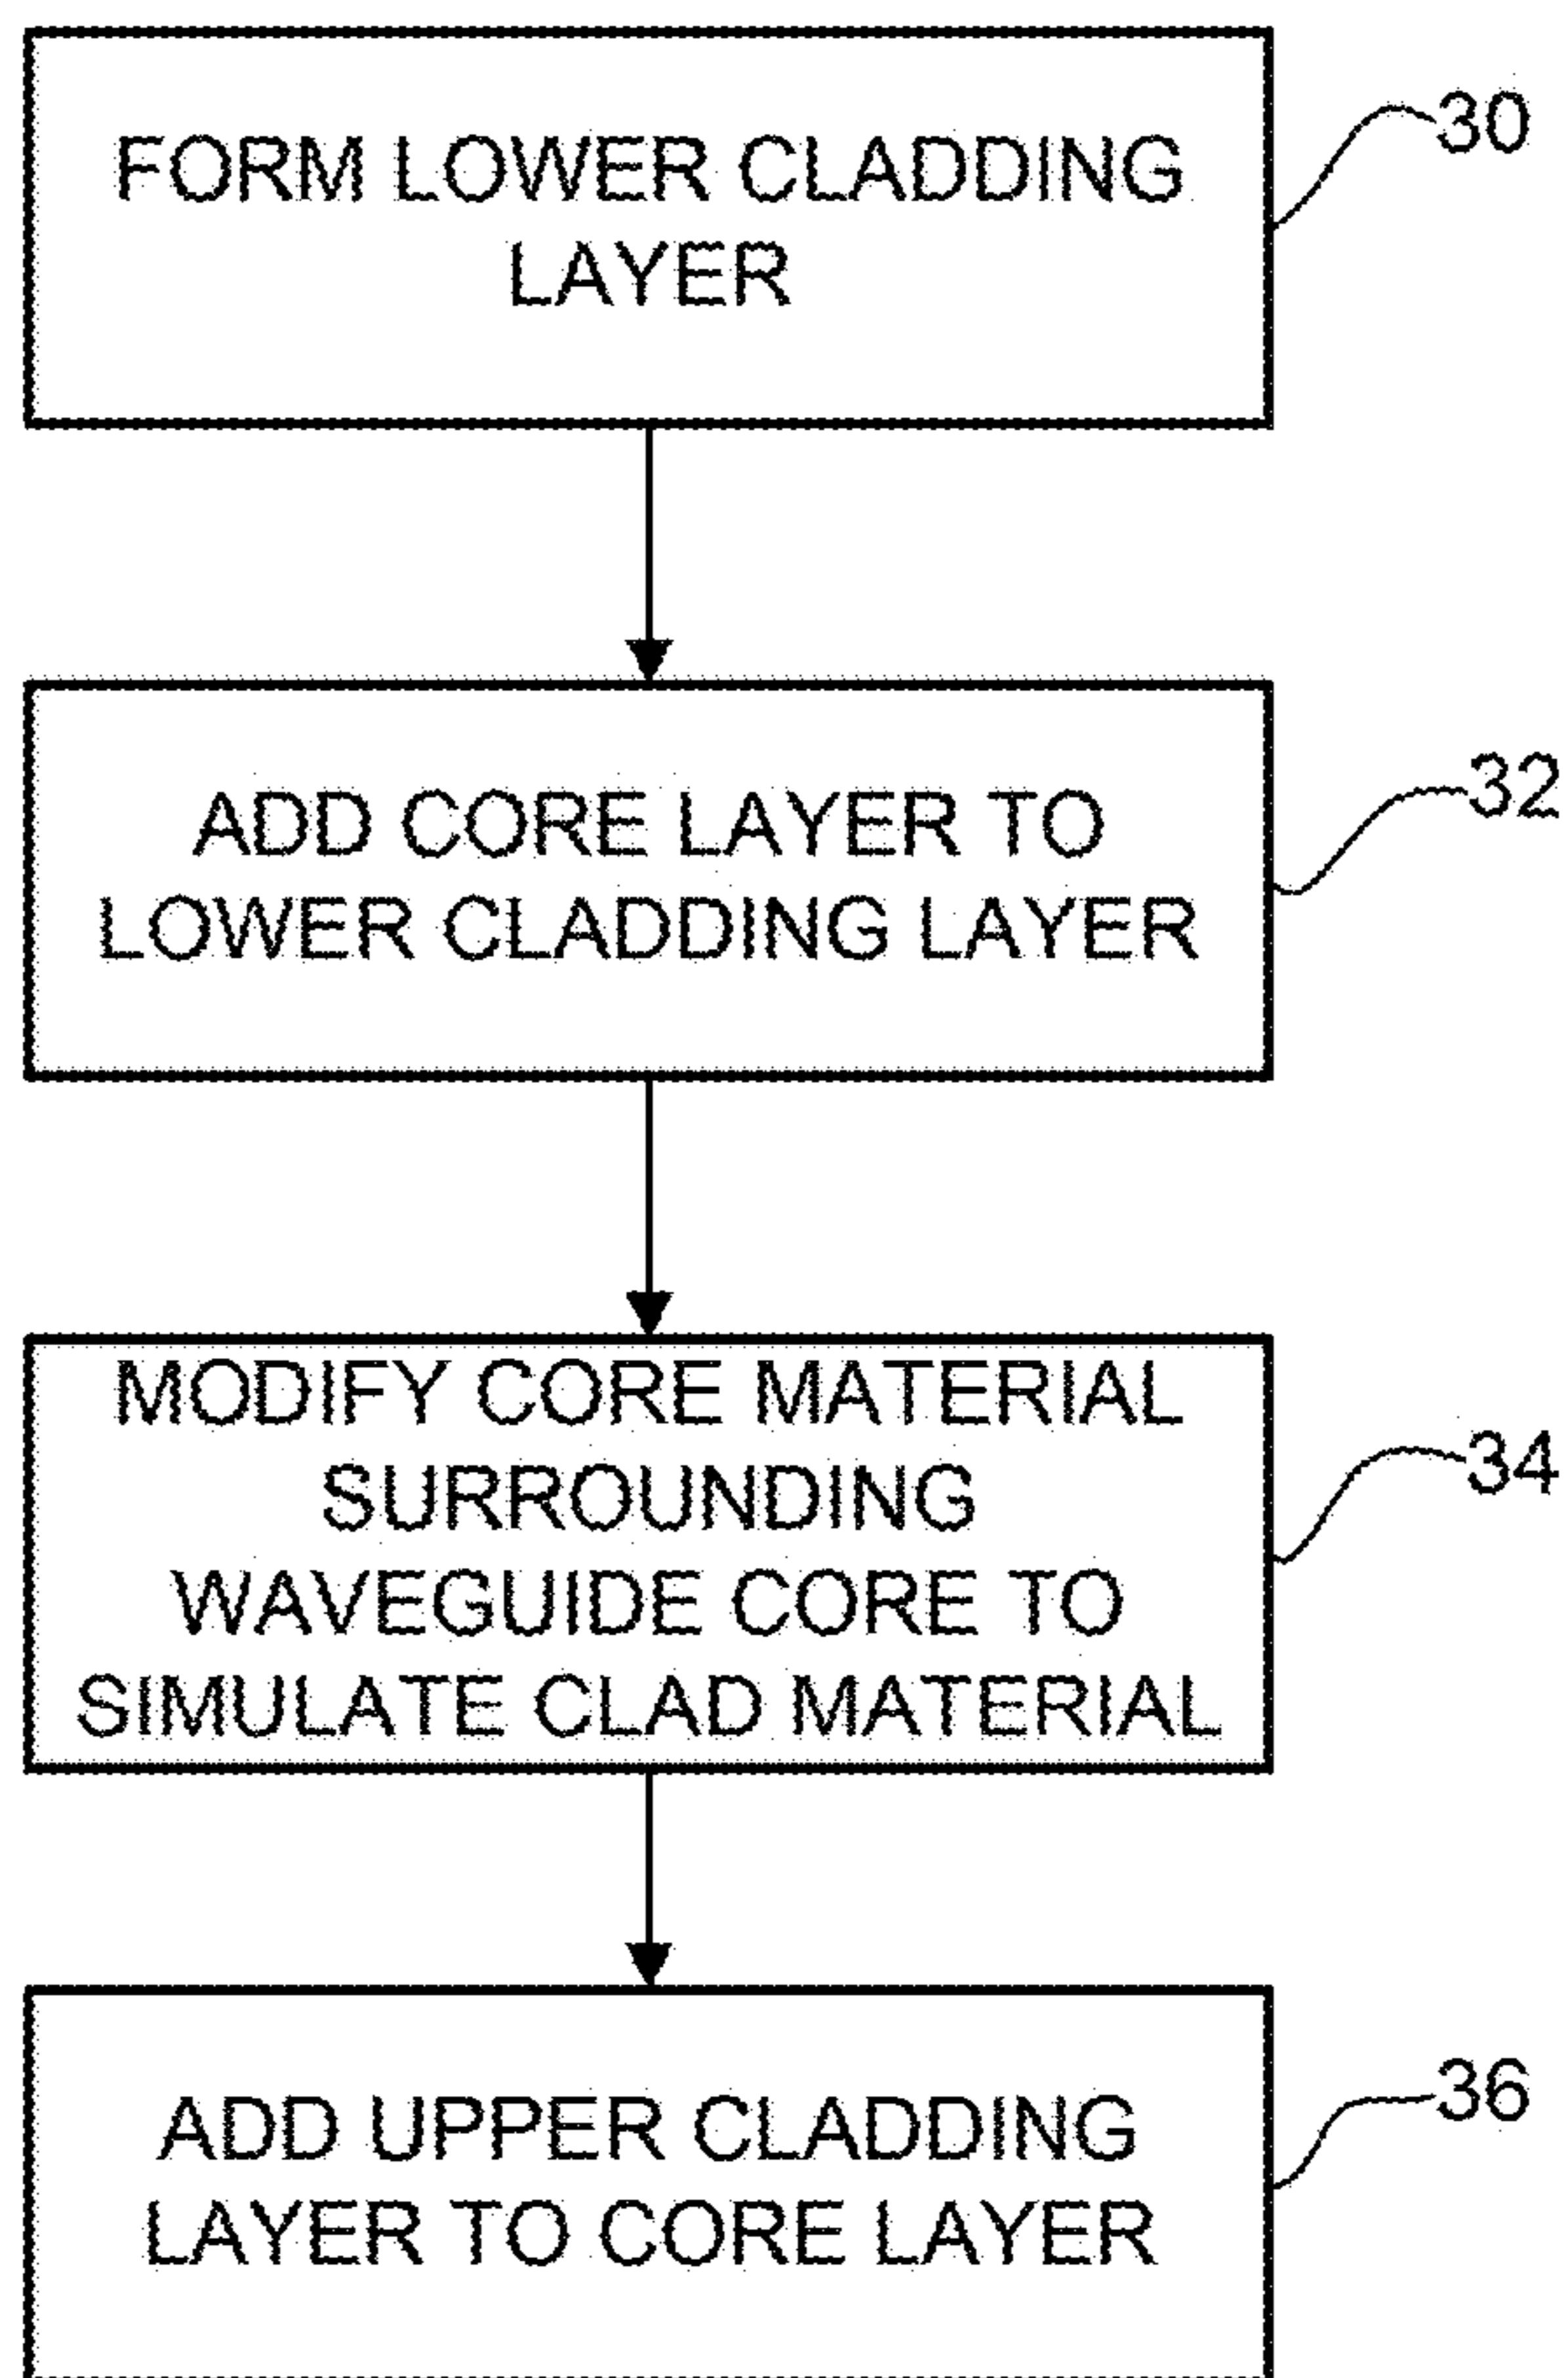 FORM LOWER CLADDING
LAYER
30
ADD CORE LAYER TO
LOWER CLADDING LAYER
32
MODIFY CORE MATERIAL
SURROUNDING
WAVEGUIDE CORE TO
SIMULATE CLAD MATERIAL
34
ADD UPPER CLADDING
LAYER TO CORE LAYER
36